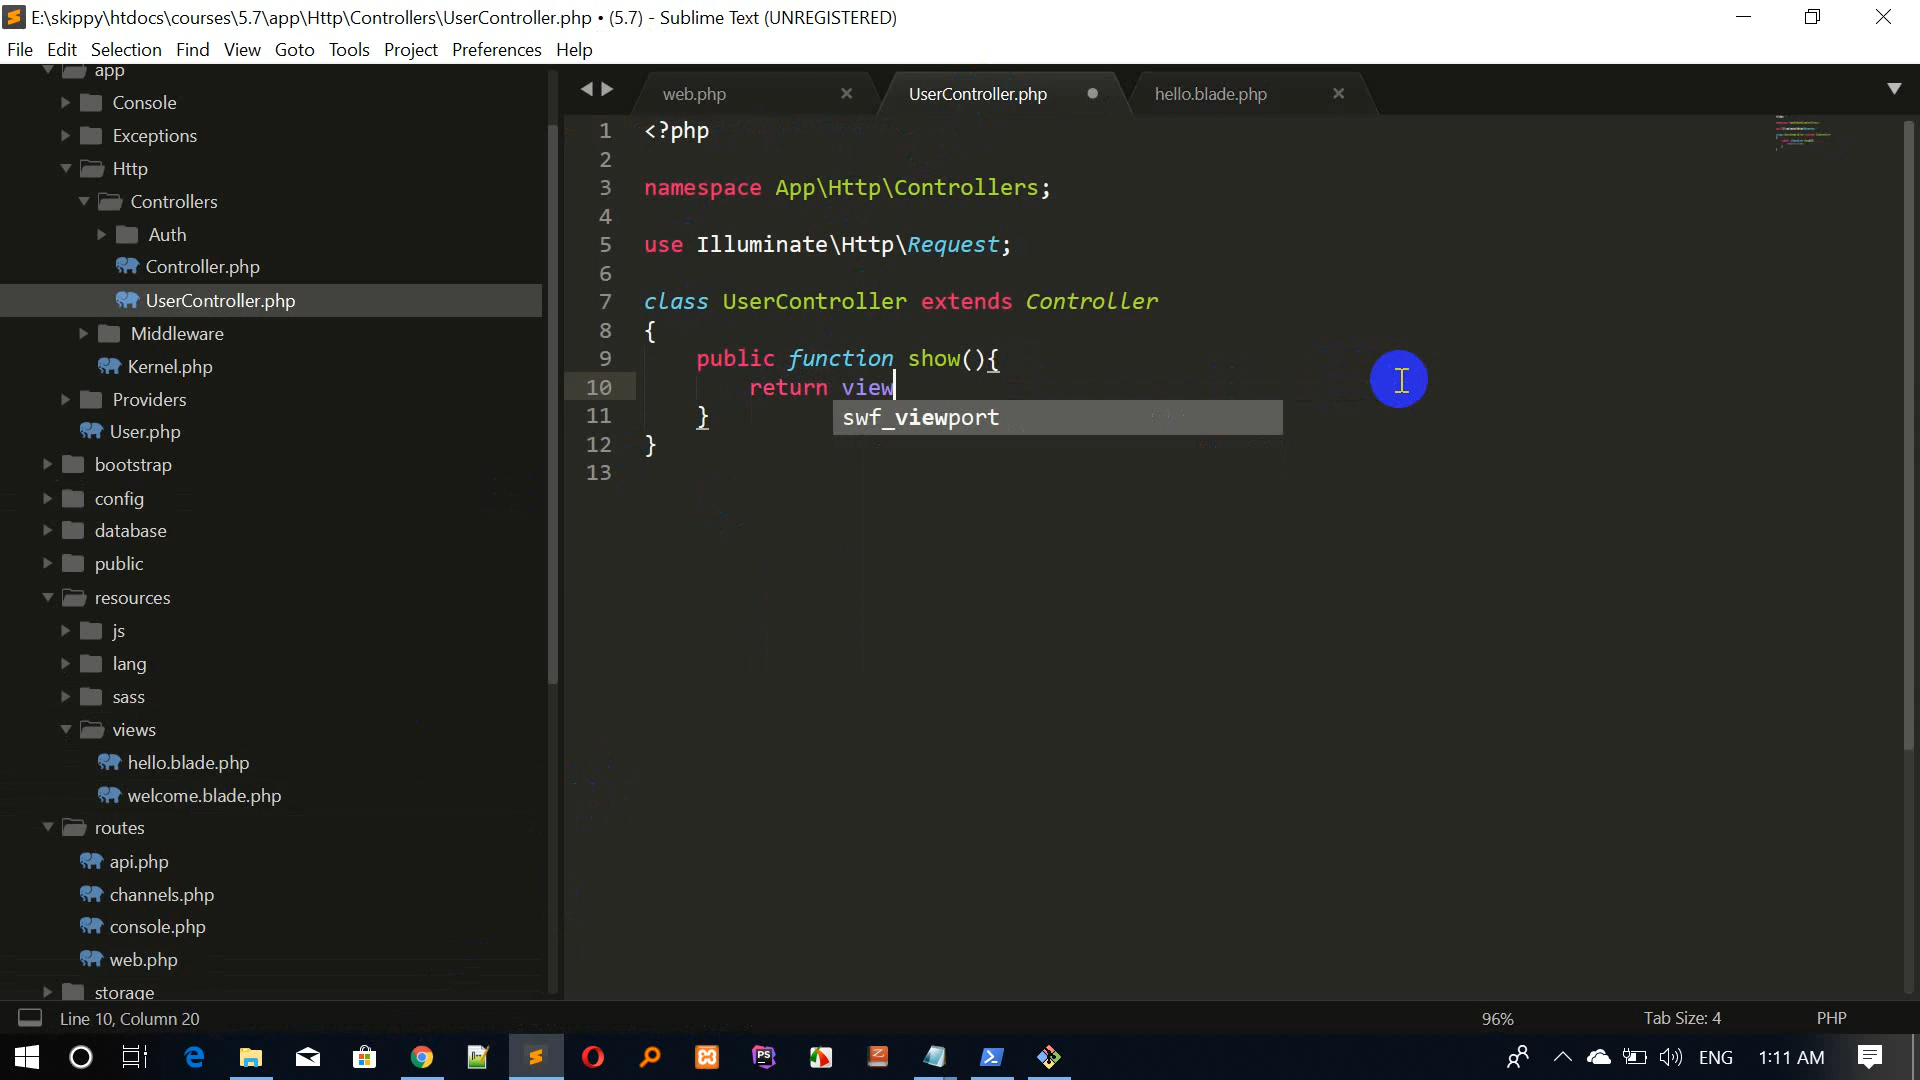 E:\skippy\htdocs\courses\5.7\app\Http\Controllers\UserController.php • (5.7) - Sublime Text (UNREGISTERED)
File Edit Selection Find View Goto Tools Project Preferences Help
app
Console
Exceptions
Http
Controllers
Auth
Controller.php
UserController.php
Middleware
Kernel.php
Providers
User.php
bootstrap
config
database
public
resources
js
lang
sass
views
hello.blade.php
welcome.blade.php
routes
api.php
channels.php
console.php
web.php
storage
web.php UserController.php hello.blade.php
1 <?php
2
3 namespace App\Http\Controllers;
4
5 use Illuminate\Http\Request;
6
7 class UserController extends Controller
8 {
9 public function show(){
10 return view
swf_viewport
11 }
12 }
13
Line 10, Column 20
96%
Tab Size: 4
PHP
ENG
1:11 AM